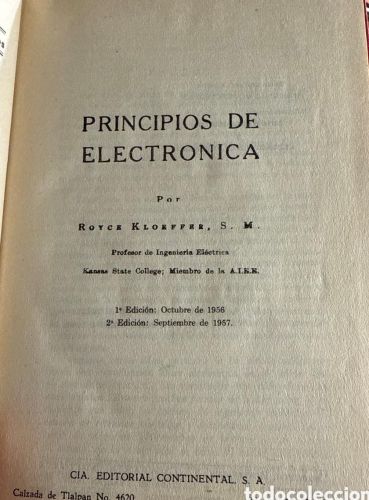 PRINCIPIOS DE
ELECTRONICA
Por
ROYCE KLOEFFER, S. M.
Profesor de Ingeniería Eléctrica
Kansas State College; Miembro de la A.I.E.E.
1ª Edición: Octubre de 1956
2ª Edición: Septiembre de 1957.
CIA. EDITORIAL CONTINENTAL, S. A.
Calzada de Tlalpan No. 4620
todocoleccion